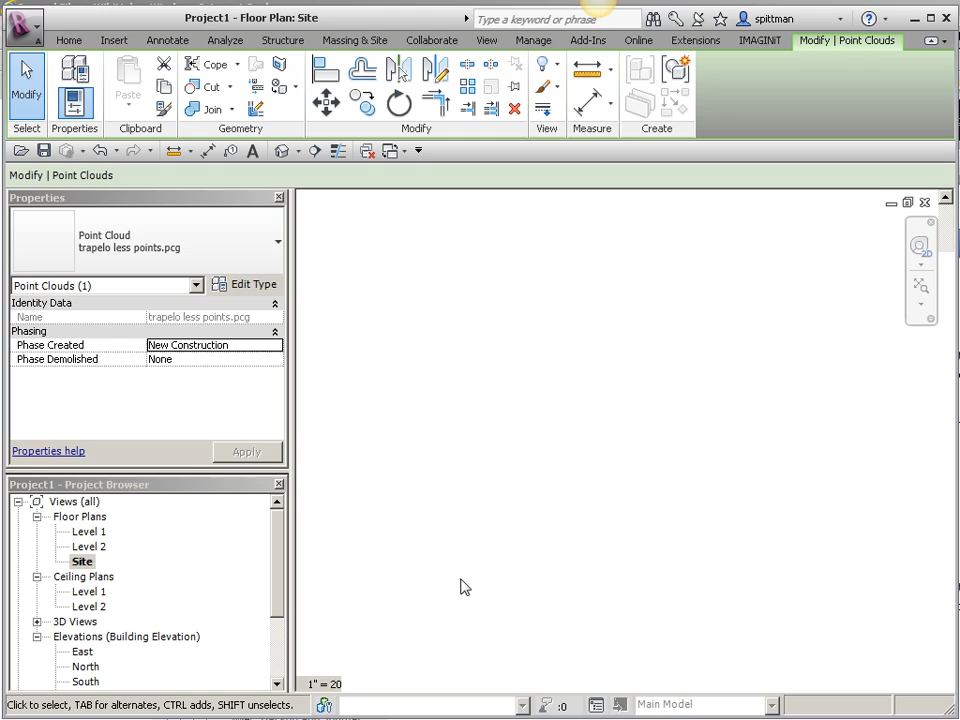 Project1 - Floor Plan: Site
Type a keyword or phrase
spittman
Home Insert Annotate Analyze Structure Massing & Site Collaborate View Manage Add-Ins Online Extensions IMAGINiT Modify | Point Clouds
Modify
Paste
Cope
Cut
Join
Select Properties Clipboard Geometry Modify View Measure Create
Modify | Point Clouds
Properties
Point Cloud
trapelo less points.pcg
Point Clouds (1)
Edit Type
Identity Data
Name trapelo less points.pcg
Phasing
Phase Created New Construction
Phase Demolished None
Properties help
Apply
Project1 - Project Browser
Views (all)
Floor Plans
Level 1
Level 2
Site
Ceiling Plans
Level 1
Level 2
3D Views
Elevations (Building Elevation)
East
North
South
2D
1" = 20
Click to select, TAB for alternates, CTRL adds, SHIFT unselects.
:0
Main Model